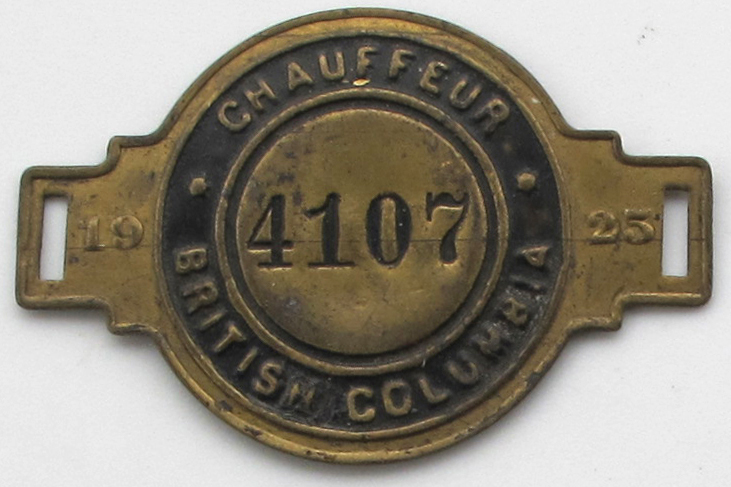 CHAUFFEUR
19 4107 25
BRITISH COLUMBIA